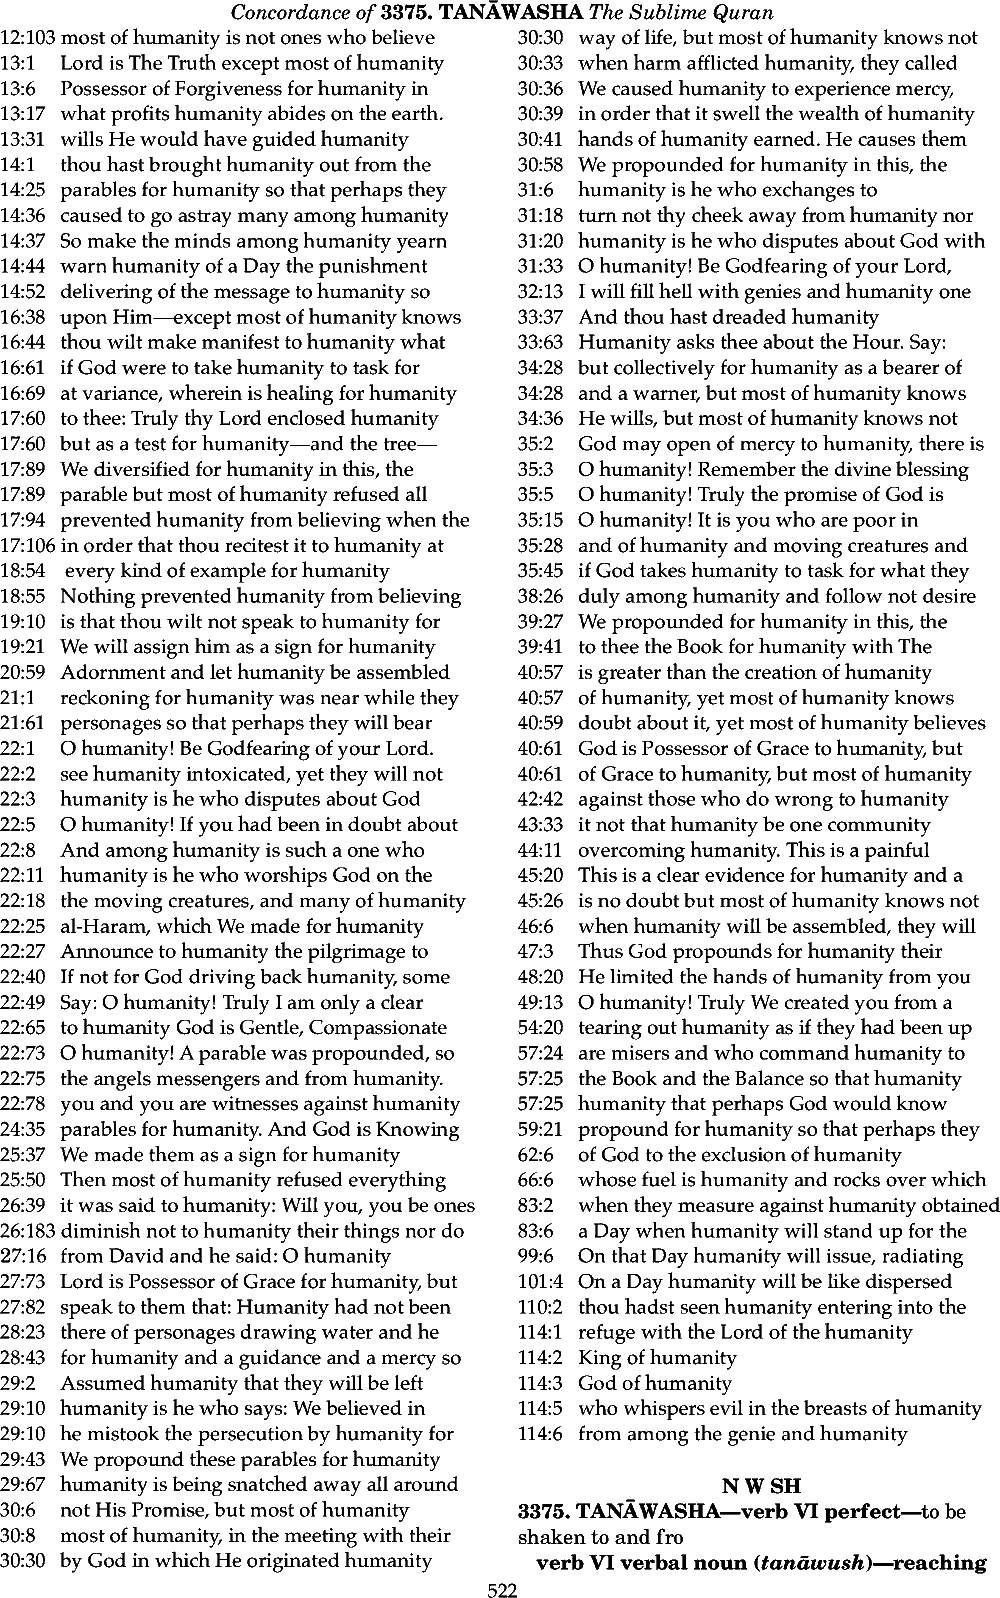 Concordance of 3375. TANĀWASHA The Sublime Quran
12:103 most of humanity is not ones who believe
13:1 Lord is The Truth except most of humanity
13:6 Possessor of Forgiveness for humanity in
13:17 what profits humanity abides on the earth.
13:31 wills He would have guided humanity
14:1 thou hast brought humanity out from the
14:25 parables for humanity so that perhaps they
14:36 caused to go astray many among humanity
14:37 So make the minds among humanity yearn
14:44 warn humanity of a Day the punishment
14:52 delivering of the message to humanity so
16:38 upon Him—except most of humanity knows
16:44 thou wilt make manifest to humanity what
16:61 if God were to take humanity to task for
16:69 at variance, wherein is healing for humanity
17:60 to thee: Truly thy Lord enclosed humanity
17:60 but as a test for humanity—and the tree—
17:89 We diversified for humanity in this, the
17:89 parable but most of humanity refused all
17:94 prevented humanity from believing when the
17:106 in order that thou recitest it to humanity at
18:54 every kind of example for humanity
18:55 Nothing prevented humanity from believing
19:10 is that thou wilt not speak to humanity for
19:21 We will assign him as a sign for humanity
20:59 Adornment and let humanity be assembled
21:1 reckoning for humanity was near while they
21:61 personages so that perhaps they will bear
22:1 O humanity! Be Godfearing of your Lord.
22:2 see humanity intoxicated, yet they will not
22:3 humanity is he who disputes about God
22:5 O humanity! If you had been in doubt about
22:8 And among humanity is such a one who
22:11 humanity is he who worships God on the
22:18 the moving creatures, and many of humanity
22:25 al-Haram, which We made for humanity
22:27 Announce to humanity the pilgrimage to
22:40 If not for God driving back humanity, some
22:49 Say: O humanity! Truly I am only a clear
22:65 to humanity God is Gentle, Compassionate
22:73 O humanity! A parable was propounded, so
22:75 the angels messengers and from humanity.
22:78 you and you are witnesses against humanity
24:35 parables for humanity. And God is Knowing
25:37 We made them as a sign for humanity
25:50 Then most of humanity refused everything
26:39 it was said to humanity: Will you, you be ones
26:183 diminish not to humanity their things nor do
27:16 from David and he said: O humanity
27:73 Lord is Possessor of Grace for humanity, but
27:82 speak to them that: Humanity had not been
28:23 there of personages drawing water and he
28:43 for humanity and a guidance and a mercy so
29:2 Assumed humanity that they will be left
29:10 humanity is he who says: We believed in
29:10 he mistook the persecution by humanity for
29:43 We propound these parables for humanity
29:67 humanity is being snatched away all around
30:6 not His Promise, but most of humanity
30:8 most of humanity, in the meeting with their
30:30 by God in which He originated humanity
30:30 way of life, but most of humanity knows not
30:33 when harm afflicted humanity, they called
30:36 We caused humanity to experience mercy,
30:39 in order that it swell the wealth of humanity
30:41 hands of humanity earned. He causes them
30:58 We propounded for humanity in this, the
31:6 humanity is he who exchanges to
31:18 turn not thy cheek away from humanity nor
31:20 humanity is he who disputes about God with
31:33 O humanity! Be Godfearing of your Lord,
32:13 I will fill hell with genies and humanity one
33:37 And thou hast dreaded humanity
33:63 Humanity asks thee about the Hour. Say:
34:28 but collectively for humanity as a bearer of
34:28 and a warner, but most of humanity knows
34:36 He wills, but most of humanity knows not
35:2 God may open of mercy to humanity, there is
35:3 O humanity! Remember the divine blessing
35:5 O humanity! Truly the promise of God is
35:15 O humanity! It is you who are poor in
35:28 and of humanity and moving creatures and
35:45 if God takes humanity to task for what they
38:26 duly among humanity and follow not desire
39:27 We propounded for humanity in this, the
39:41 to thee the Book for humanity with The
40:57 is greater than the creation of humanity
40:57 of humanity, yet most of humanity knows
40:59 doubt about it, yet most of humanity believes
40:61 God is Possessor of Grace to humanity, but
40:61 of Grace to humanity, but most of humanity
42:42 against those who do wrong to humanity
43:33 it not that humanity be one community
44:11 overcoming humanity. This is a painful
45:20 This is a clear evidence for humanity and a
45:26 is no doubt but most of humanity knows not
46:6 when humanity will be assembled, they will
47:3 Thus God propounds for humanity their
48:20 He limited the hands of humanity from you
49:13 O humanity! Truly We created you from a
54:20 tearing out humanity as if they had been up
57:24 are misers and who command humanity to
57:25 the Book and the Balance so that humanity
57:25 humanity that perhaps God would know
59:21 propound for humanity so that perhaps they
62:6 of God to the exclusion of humanity
66:6 whose fuel is humanity and rocks over which
83:2 when they measure against humanity obtained
83:6 a Day when humanity will stand up for the
99:6 On that Day humanity will issue, radiating
101:4 On a Day humanity will be like dispersed
110:2 thou hadst seen humanity entering into the
114:1 refuge with the Lord of the humanity
114:2 King of humanity
114:3 God of humanity
114:5 who whispers evil in the breasts of humanity
114:6 from among the genie and humanity
N W SH
3375. TANĀWASHA—verb VI perfect—to be
shaken to and fro
verb VI verbal noun (tanāwush)—reaching
522